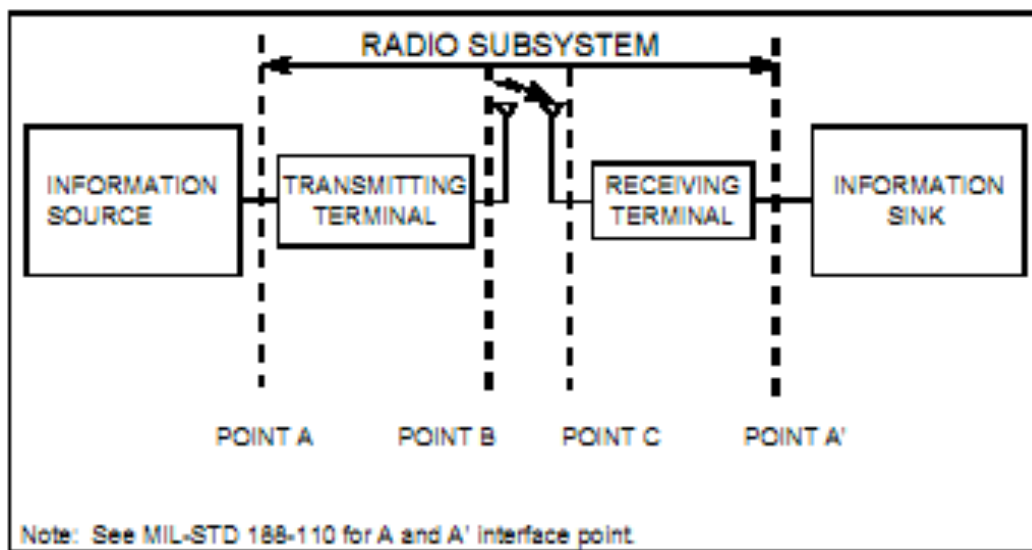 RADIO SUBSYSTEM
INFORMATION
SOURCE
TRANSMITTING
TERMINAL
RECEIVING
TERMINAL
INFORMATION
SINK
POINT A
POINT B
POINT C
POINT A'
Note: See MIL-STD 188-110 for A and A' interface point.